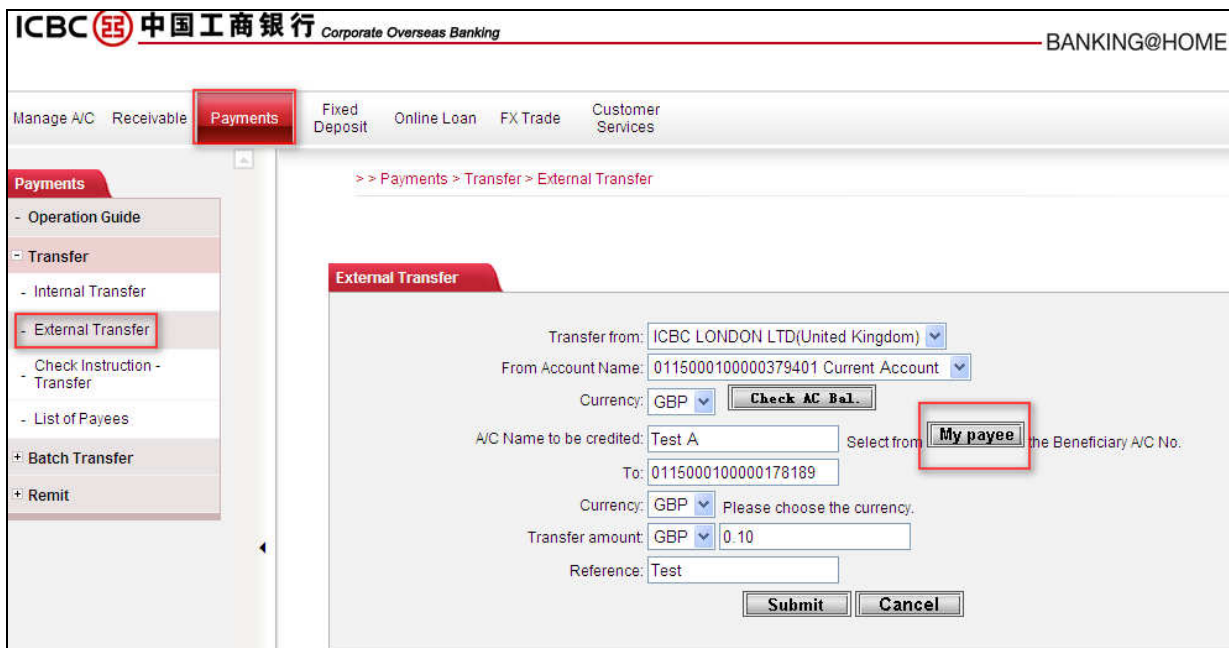 ICBC 中国工商银行 Corporate Overseas Banking
BANKING@HOME
Manage A/C Receivable Payments Fixed Deposit Online Loan FX Trade Customer Services
Payments
- Operation Guide
- Transfer
- Internal Transfer
- External Transfer
- Check Instruction - Transfer
- List of Payees
+ Batch Transfer
+ Remit
> > Payments > Transfer > External Transfer
External Transfer
Transfer from: ICBC LONDON LTD(United Kingdom)
From Account Name: 0115000100000379401 Current Account
Currency: GBP Check AC Bal.
A/C Name to be credited: Test A Select from My payee the Beneficiary A/C No.
To: 0115000100000178189
Currency: GBP Please choose the currency.
Transfer amount: GBP 0.10
Reference: Test
Submit Cancel